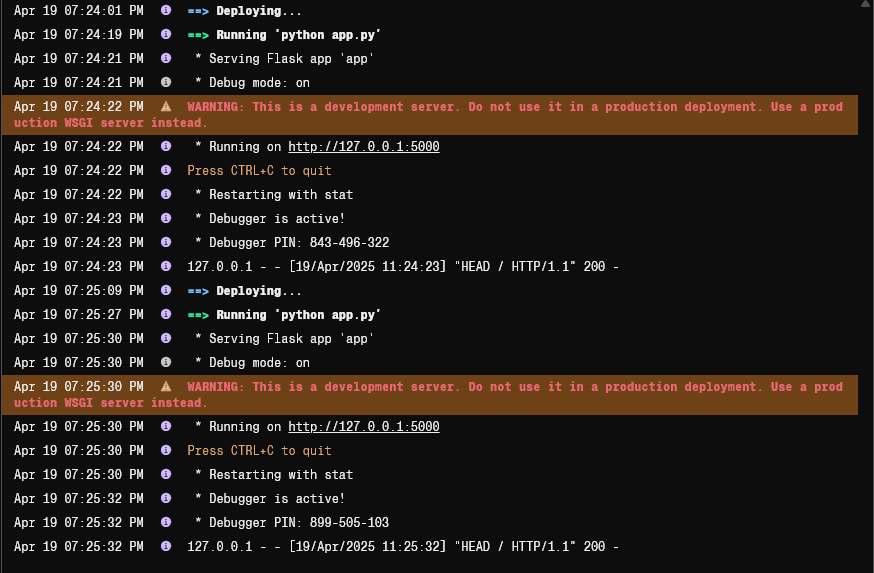 Apr 19 07:24:01 PM ==> Deploying...
Apr 19 07:24:19 PM ==> Running 'python app.py'
Apr 19 07:24:21 PM * Serving Flask app 'app'
Apr 19 07:24:21 PM * Debug mode: on
Apr 19 07:24:22 PM WARNING: This is a development server. Do not use it in a production deployment. Use a prod
uction WSGI server instead.
Apr 19 07:24:22 PM * Running on http://127.0.0.1:5000
Apr 19 07:24:22 PM Press CTRL+C to quit
Apr 19 07:24:22 PM * Restarting with stat
Apr 19 07:24:23 PM * Debugger is active!
Apr 19 07:24:23 PM * Debugger PIN: 843-496-322
Apr 19 07:24:23 PM 127.0.0.1 - - [19/Apr/2025 11:24:23] "HEAD / HTTP/1.1" 200 -
Apr 19 07:25:09 PM ==> Deploying...
Apr 19 07:25:27 PM ==> Running 'python app.py'
Apr 19 07:25:30 PM * Serving Flask app 'app'
Apr 19 07:25:30 PM * Debug mode: on
Apr 19 07:25:30 PM WARNING: This is a development server. Do not use it in a production deployment. Use a prod
uction WSGI server instead.
Apr 19 07:25:30 PM * Running on http://127.0.0.1:5000
Apr 19 07:25:30 PM Press CTRL+C to quit
Apr 19 07:25:30 PM * Restarting with stat
Apr 19 07:25:32 PM * Debugger is active!
Apr 19 07:25:32 PM * Debugger PIN: 899-505-103
Apr 19 07:25:32 PM 127.0.0.1 - - [19/Apr/2025 11:25:32] "HEAD / HTTP/1.1" 200 -